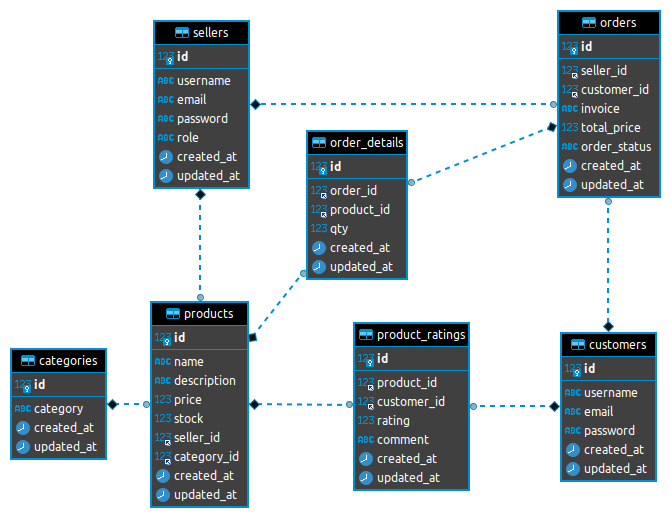 sellers
123 id
ABC username
ABC email
ABC password
ABC role
created_at
updated_at
orders
123 id
123 seller_id
123 customer_id
ABC invoice
123 total_price
ABC order_status
created_at
updated_at
order_details
123 id
123 order_id
123 product_id
123 qty
created_at
updated_at
products
123 id
ABC name
ABC description
123 price
123 stock
123 seller_id
123 category_id
created_at
updated_at
categories
123 id
ABC category
created_at
updated_at
product_ratings
123 id
123 product_id
123 customer_id
123 rating
ABC comment
created_at
updated_at
customers
123 id
ABC username
ABC email
ABC password
created_at
updated_at